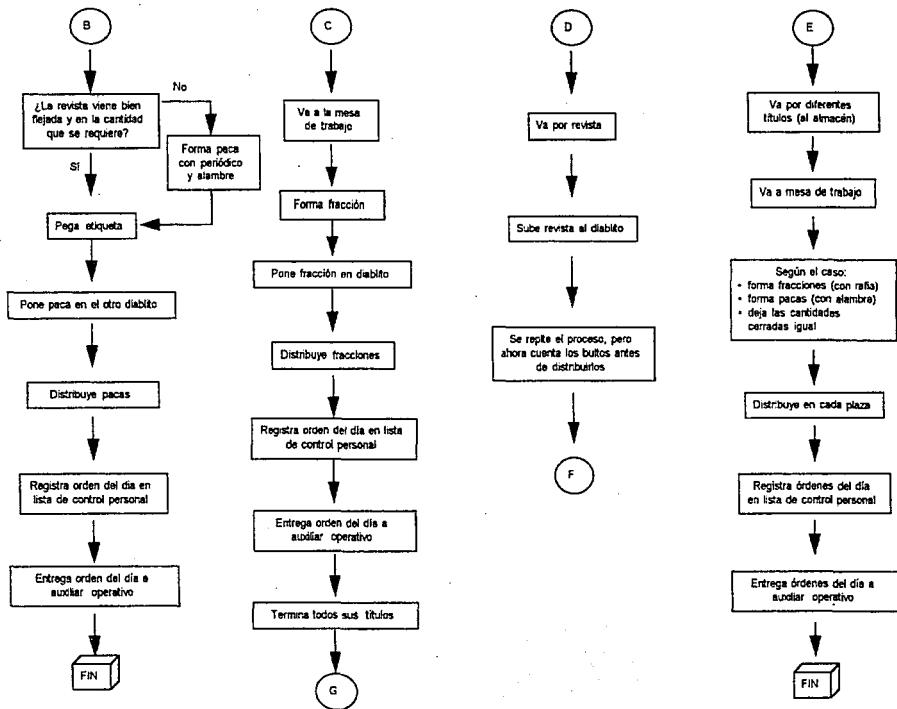 B
¿La revista viene bien
flejada y en la cantidad
que se requiere?
No
Sí
Forma paca
con periódico
y alambre
Pega etiqueta
Pone paca en el otro diablito
Distribuye pacas
Registra orden del día en
lista de control personal
Entrega orden del día a
auxiliar operativo
FIN
C
Va a la mesa
de trabajo
Forma fracción
Pone fracción en diablito
Distribuye fracciones
Registra orden del día en lista
de control personal
Entrega orden del día a
auxiliar operativo
Termina todos sus títulos
G
D
Va por revista
Sube revista al diablito
Se repite el proceso, pero
ahora cuenta los bultos antes
de distribuirlos
F
E
Va por diferentes
títulos (al almacén)
Va a mesa de trabajo
Según el caso:
• forma fracciones (con rafia)
• forma pacas (con alambre)
• deja las cantidades
cerradas igual
Distribuye en cada plaza
Registra órdenes del día
en lista de control personal
Entrega órdenes del día a
auxiliar operativo
FIN